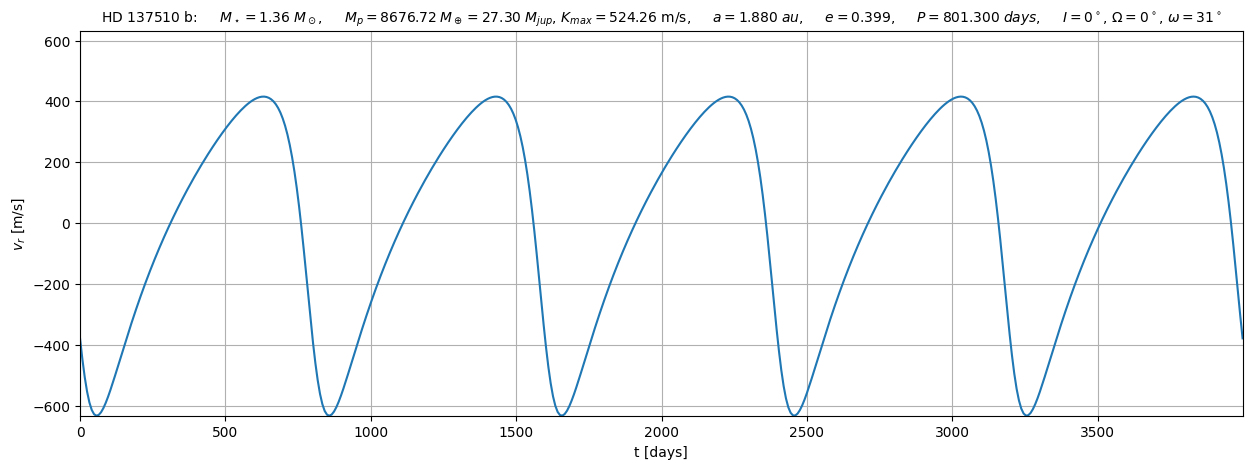 HD 137510 b: M⋆ = 1.36 M⊙, Mp = 8676.72 M⊕ = 27.30 Mjup, Kmax = 524.26 m/s, a = 1.880 au, e = 0.399, P = 801.300 days, I = 0°, Ω = 0°, ω = 31°
600
400
200
0
−200
−400
−600
vr [m/s]
0 500 1000 1500 2000 2500 3000 3500
t [days]